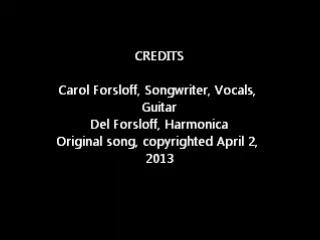 CREDITS
Carol Forsloff, Songwriter, Vocals,
Guitar
Del Forsloff, Harmonica
Original song, copyrighted April 2,
2013